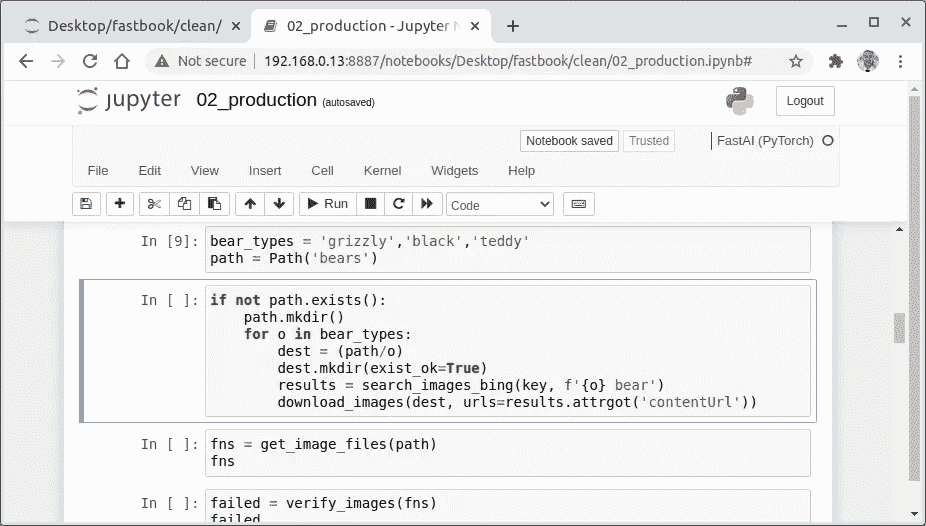 Desktop/fastbook/clean/
02_production - Jupyter N
Not secure 192.168.0.13:8887/notebooks/Desktop/fastbook/clean/02_production.ipynb#
jupyter 02_production (autosaved)
Logout
Notebook saved Trusted FastAI (PyTorch)
File Edit View Insert Cell Kernel Widgets Help
Run Code
In [9]: bear_types = 'grizzly','black','teddy'
path = Path('bears')
In [ ]: if not path.exists():
path.mkdir()
for o in bear_types:
dest = (path/o)
dest.mkdir(exist_ok=True)
results = search_images_bing(key, f'{o} bear')
download_images(dest, urls=results.attrgot('contentUrl'))
In [ ]: fns = get_image_files(path)
fns
In [ ]: failed = verify_images(fns)
failed